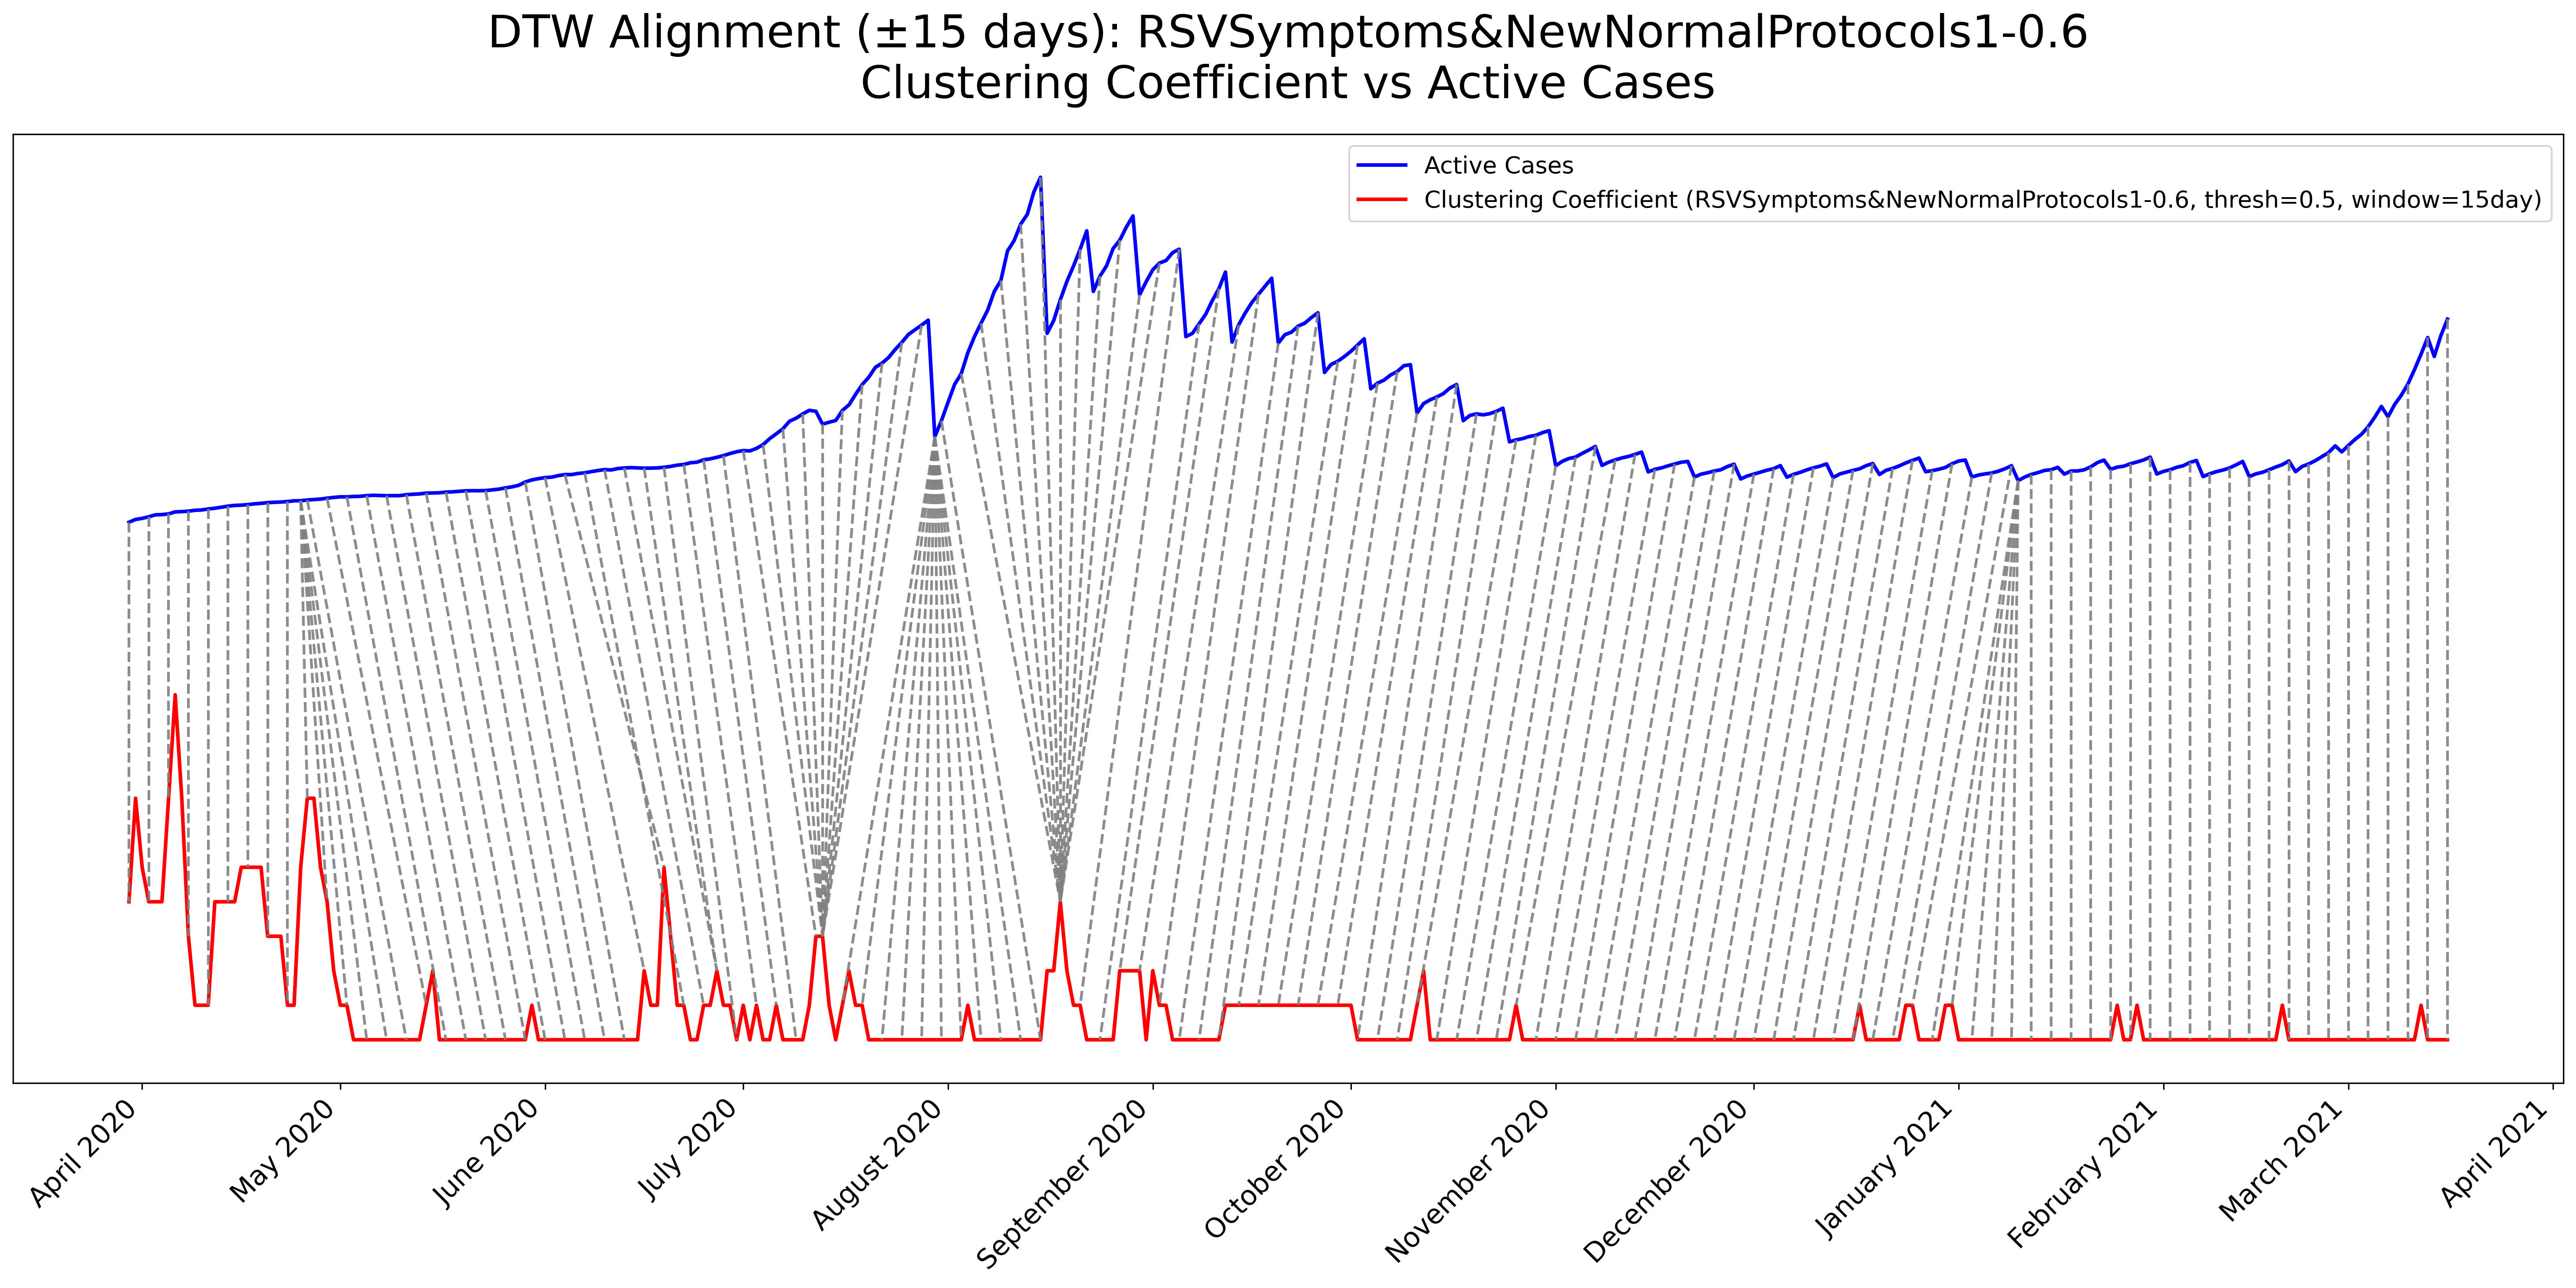 DTW Alignment (±15 days): RSVSymptoms&NewNormalProtocols1-0.6
Clustering Coefficient vs Active Cases
Active Cases
Clustering Coefficient (RSVSymptoms&NewNormalProtocols1-0.6, thresh=0.5, window=15day)
April 2020
May 2020
June 2020
July 2020
August 2020
September 2020
October 2020
November 2020
December 2020
January 2021
February 2021
March 2021
April 2021